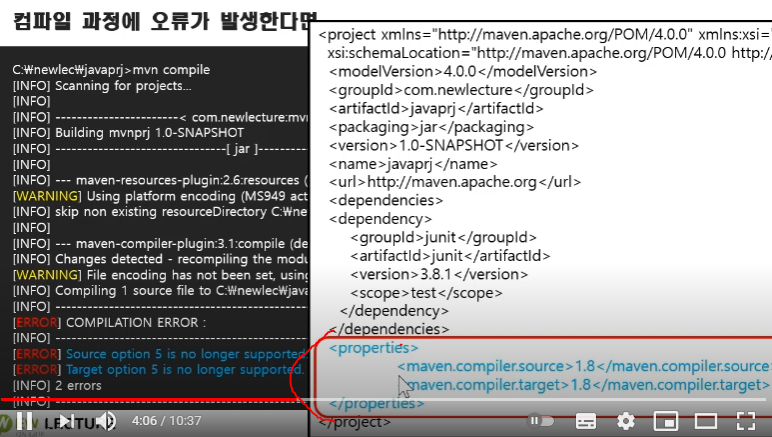 컴파일 과정에 오류가 발생한다면
C:\newlec\javaprj>mvn compile
[INFO] Scanning for projects...
[INFO]
[INFO] -----------------------< com.newlecture:mvn
[INFO] Building mvnprj 1.0-SNAPSHOT
[INFO] --------------------------------[ jar ]---------
[INFO]
[INFO] --- maven-resources-plugin:2.6:resources (
[WARNING] Using platform encoding (MS949 act
[INFO] skip non existing resourceDirectory C:\ne
[INFO]
[INFO] --- maven-compiler-plugin:3.1:compile (de
[INFO] Changes detected - recompiling the modu
[WARNING] File encoding has not been set, using
[INFO] Compiling 1 source file to C:\newlec\java
[INFO] -----------------------------------------------
[ERROR] COMPILATION ERROR :
[INFO] -----------------------------------------------
[ERROR] Source option 5 is no longer supported.
[ERROR] Target option 5 is no longer supported.
[INFO] 2 errors
[INFO] -----------------------------------------------
<project xmlns="http://maven.apache.org/POM/4.0.0" xmlns:xsi="
xsi:schemaLocation="http://maven.apache.org/POM/4.0.0 http:/
<modelVersion>4.0.0</modelVersion>
<groupId>com.newlecture</groupId>
<artifactId>javaprj</artifactId>
<packaging>jar</packaging>
<version>1.0-SNAPSHOT</version>
<name>javaprj</name>
<url>http://maven.apache.org</url>
<dependencies>
<dependency>
<groupId>junit</groupId>
<artifactId>junit</artifactId>
<version>3.8.1</version>
<scope>test</scope>
</dependency>
</dependencies>
<properties>
<maven.compiler.source>1.8</maven.compiler.source>
maven.compiler.target>1.8</maven.compiler.target>
</properties>
</project>
4:06 / 10:37
LECTURE